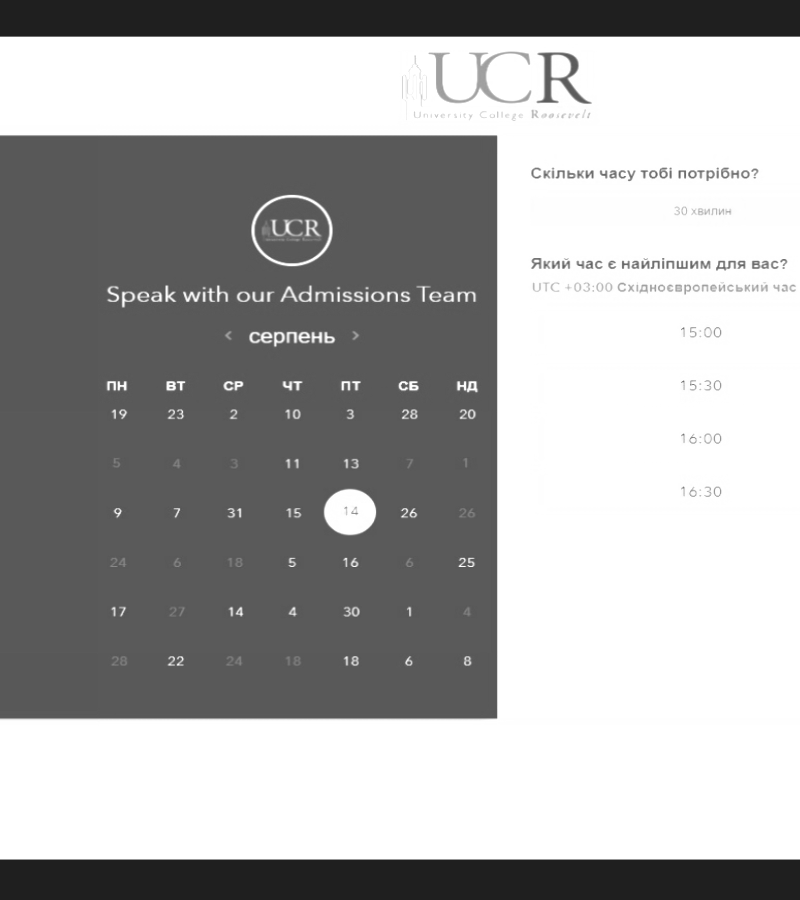 UCR
University College Roosevelt
UCR
Speak with our Admissions Team
< серпень >
ПН ВТ СР ЧТ ПТ СБ НД
19 23 2 10 3 28 20
5 4 3 11 13 7 1
9 7 31 15 14 26 26
24 6 18 5 16 6 25
17 27 14 4 30 1 4
28 22 24 18 18 6 8
Скільки часу тобі потрібно?
30 хвилин
Який час є найліпшим для вас?
UTC +03:00 Східноєвропейський час
15:00
15:30
16:00
16:30